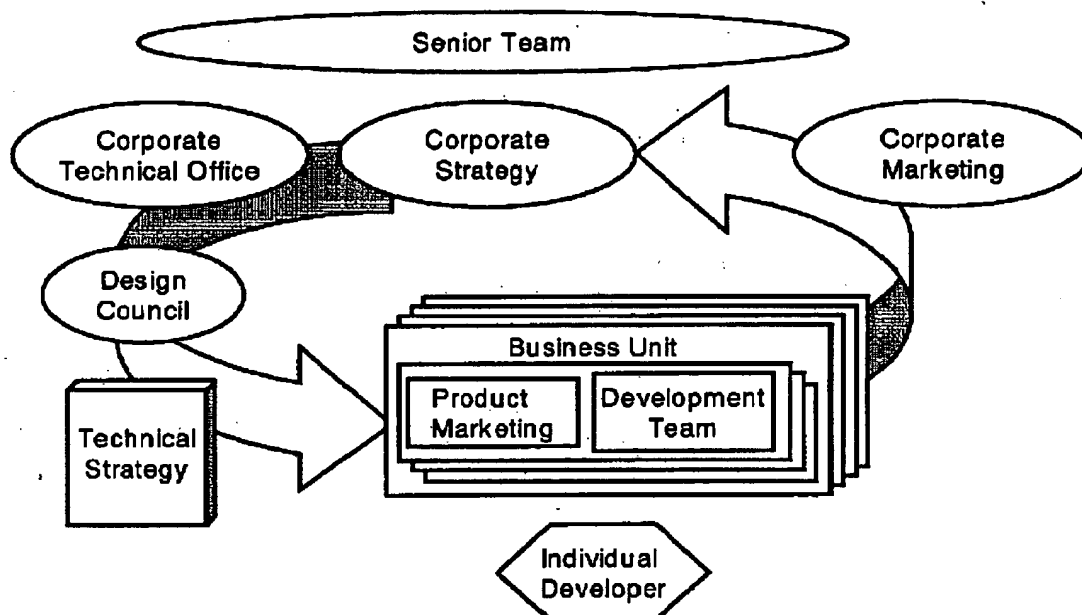 Senior Team
Corporate
Technical Office
Corporate
Strategy
Corporate
Marketing
Design
Council
Business Unit
Product
Marketing
Development
Team
Technical
Strategy
Individual
Developer